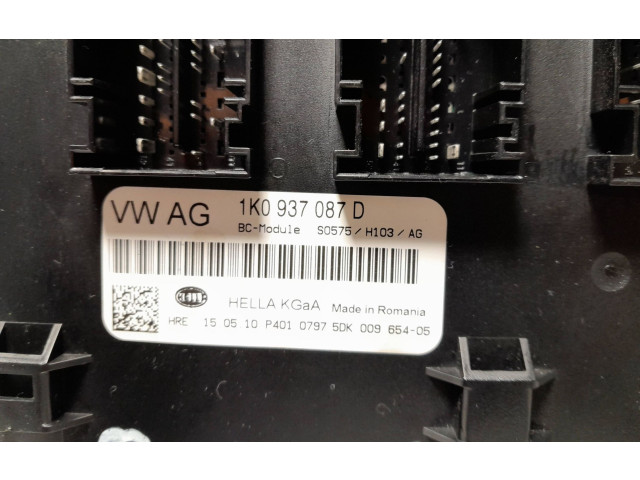 VW AG
1K0 937 087 D
BC-Module S0575 / H103 / AG
HELLA
HELLA KGaA Made in Romania
HRE 15 05 10 P401 0797 5DK 009 654-05